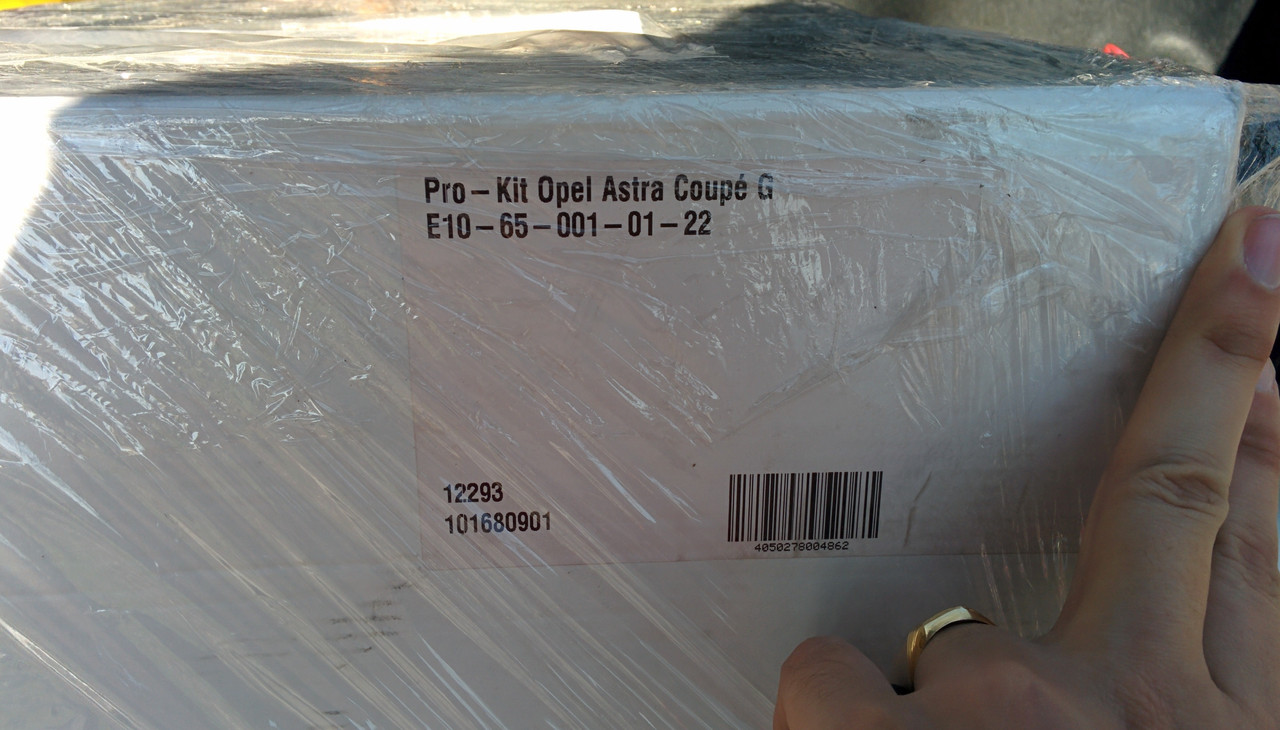 Pro-Kit Opel Astra Coupé G
E10-65-001-01-22
12293
101680901
4050278004862